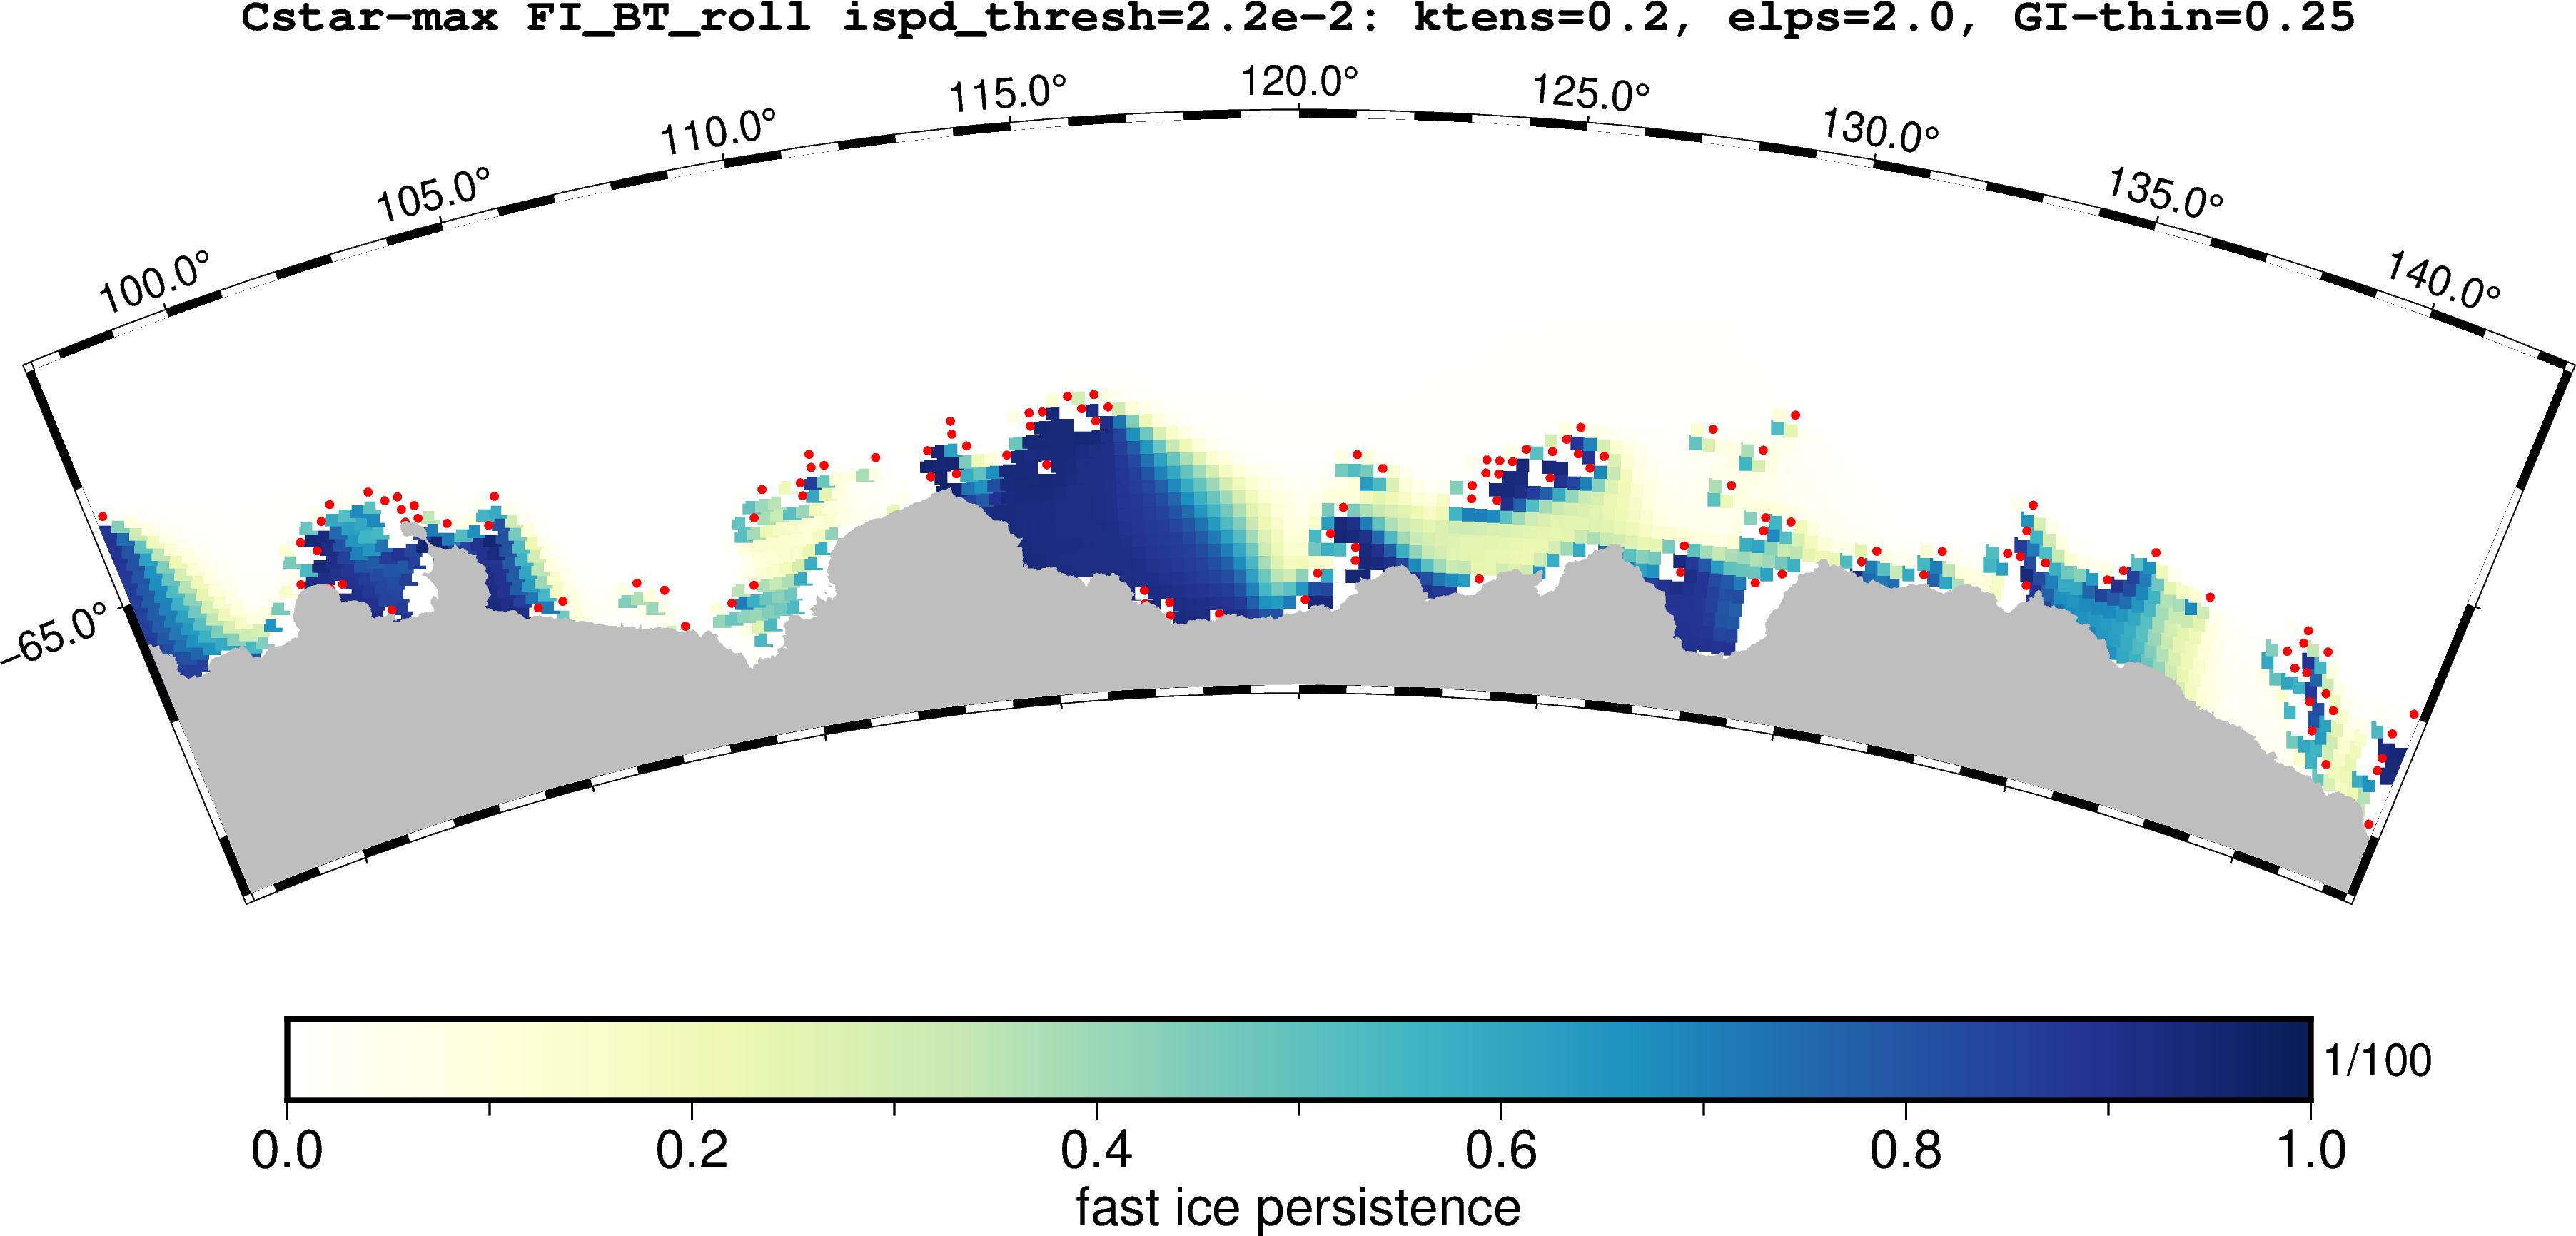 Cstar-max FI_BT_roll ispd_thresh=2.2e-2: ktens=0.2, elps=2.0, GI-thin=0.25
100.0° 105.0° 110.0° 115.0° 120.0° 125.0° 130.0° 135.0° 140.0°
-65.0°
1/100
0.0 0.2 0.4 0.6 0.8 1.0
fast ice persistence